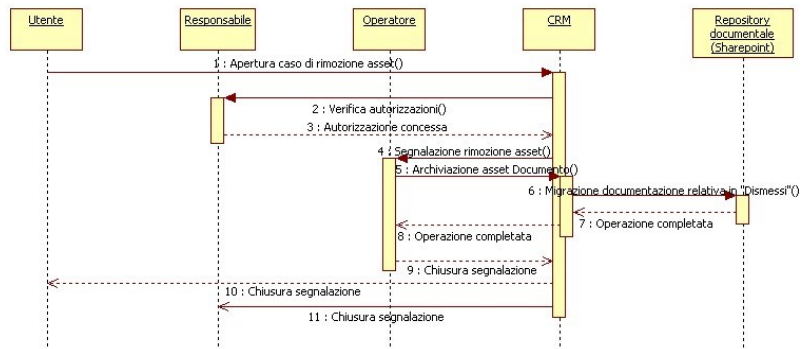 Utente
Responsabile
Operatore
CRM
Repository
documentale
(Sharepoint)
1 : Apertura caso di rimozione asset()
2 : Verifica autorizzazioni()
3 : Autorizzazione concessa
4 : Segnalazione rimozione asset()
5 : Archiviazione asset Documento()
6 : Migrazione documentazione relativa in "Dismessi"()
7 : Operazione completata
8 : Operazione completata
9 : Chiusura segnalazione
10 : Chiusura segnalazione
11 : Chiusura segnalazione